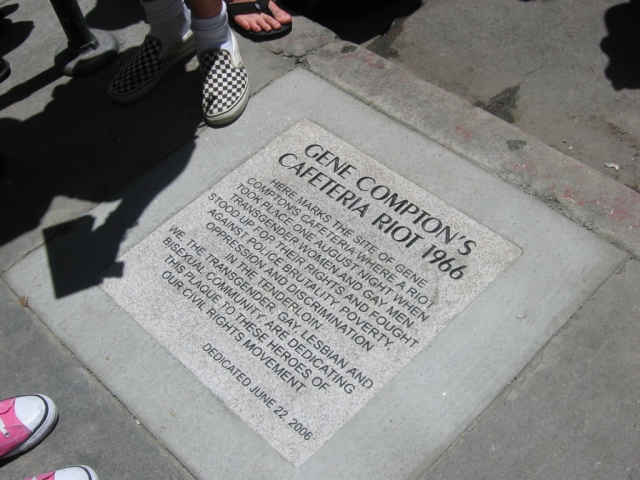 GENE COMPTON'S
CAFETERIA RIOT 1966
HERE MARKS THE SITE OF GENE
COMPTON'S CAFETERIA WHERE A RIOT
TOOK PLACE ONE AUGUST NIGHT WHEN
TRANSGENDER WOMEN AND GAY MEN
STOOD UP FOR THEIR RIGHTS AND FOUGHT
AGAINST POLICE BRUTALITY, POVERTY,
OPPRESSION AND DISCRIMINATION
IN THE TENDERLOIN.
WE, THE TRANSGENDER, GAY, LESBIAN AND
BISEXUAL COMMUNITY, ARE DEDICATING
THIS PLAQUE TO THESE HEROES OF
OUR CIVIL RIGHTS MOVEMENT.
DEDICATED JUNE 22, 2006